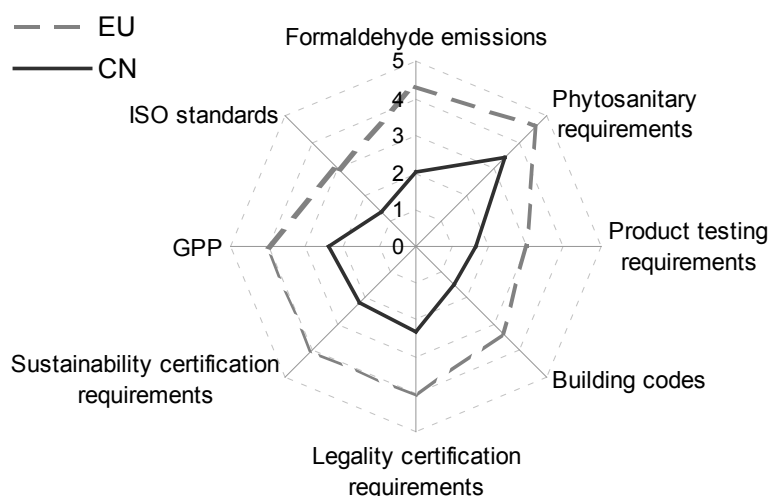 EU
CN
Formaldehyde emissions
5
4
3
2
1
0
Phytosanitary
requirements
ISO standards
GPP
Product testing
requirements
Sustainability certification
requirements
Building codes
Legality certification
requirements